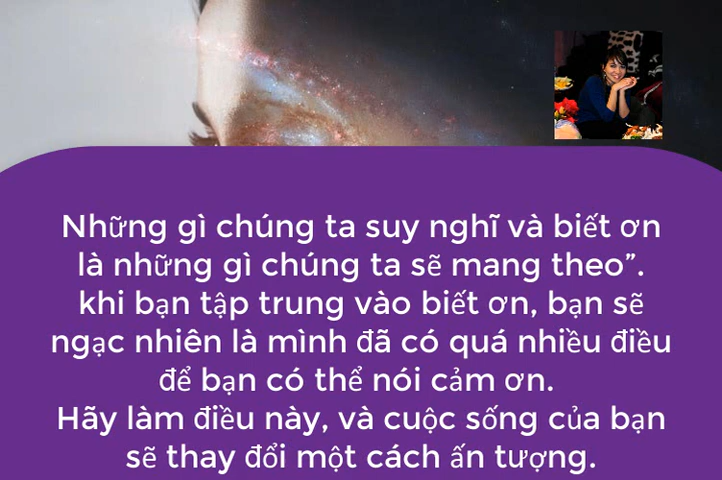 Những gì chúng ta suy nghĩ và biết ơn
là những gì chúng ta sẽ mang theo”.
khi bạn tập trung vào biết ơn, bạn sẽ
ngạc nhiên là mình đã có quá nhiều điều
để bạn có thể nói cảm ơn.
Hãy làm điều này, và cuộc sống của bạn
sẽ thay đổi một cách ấn tượng.